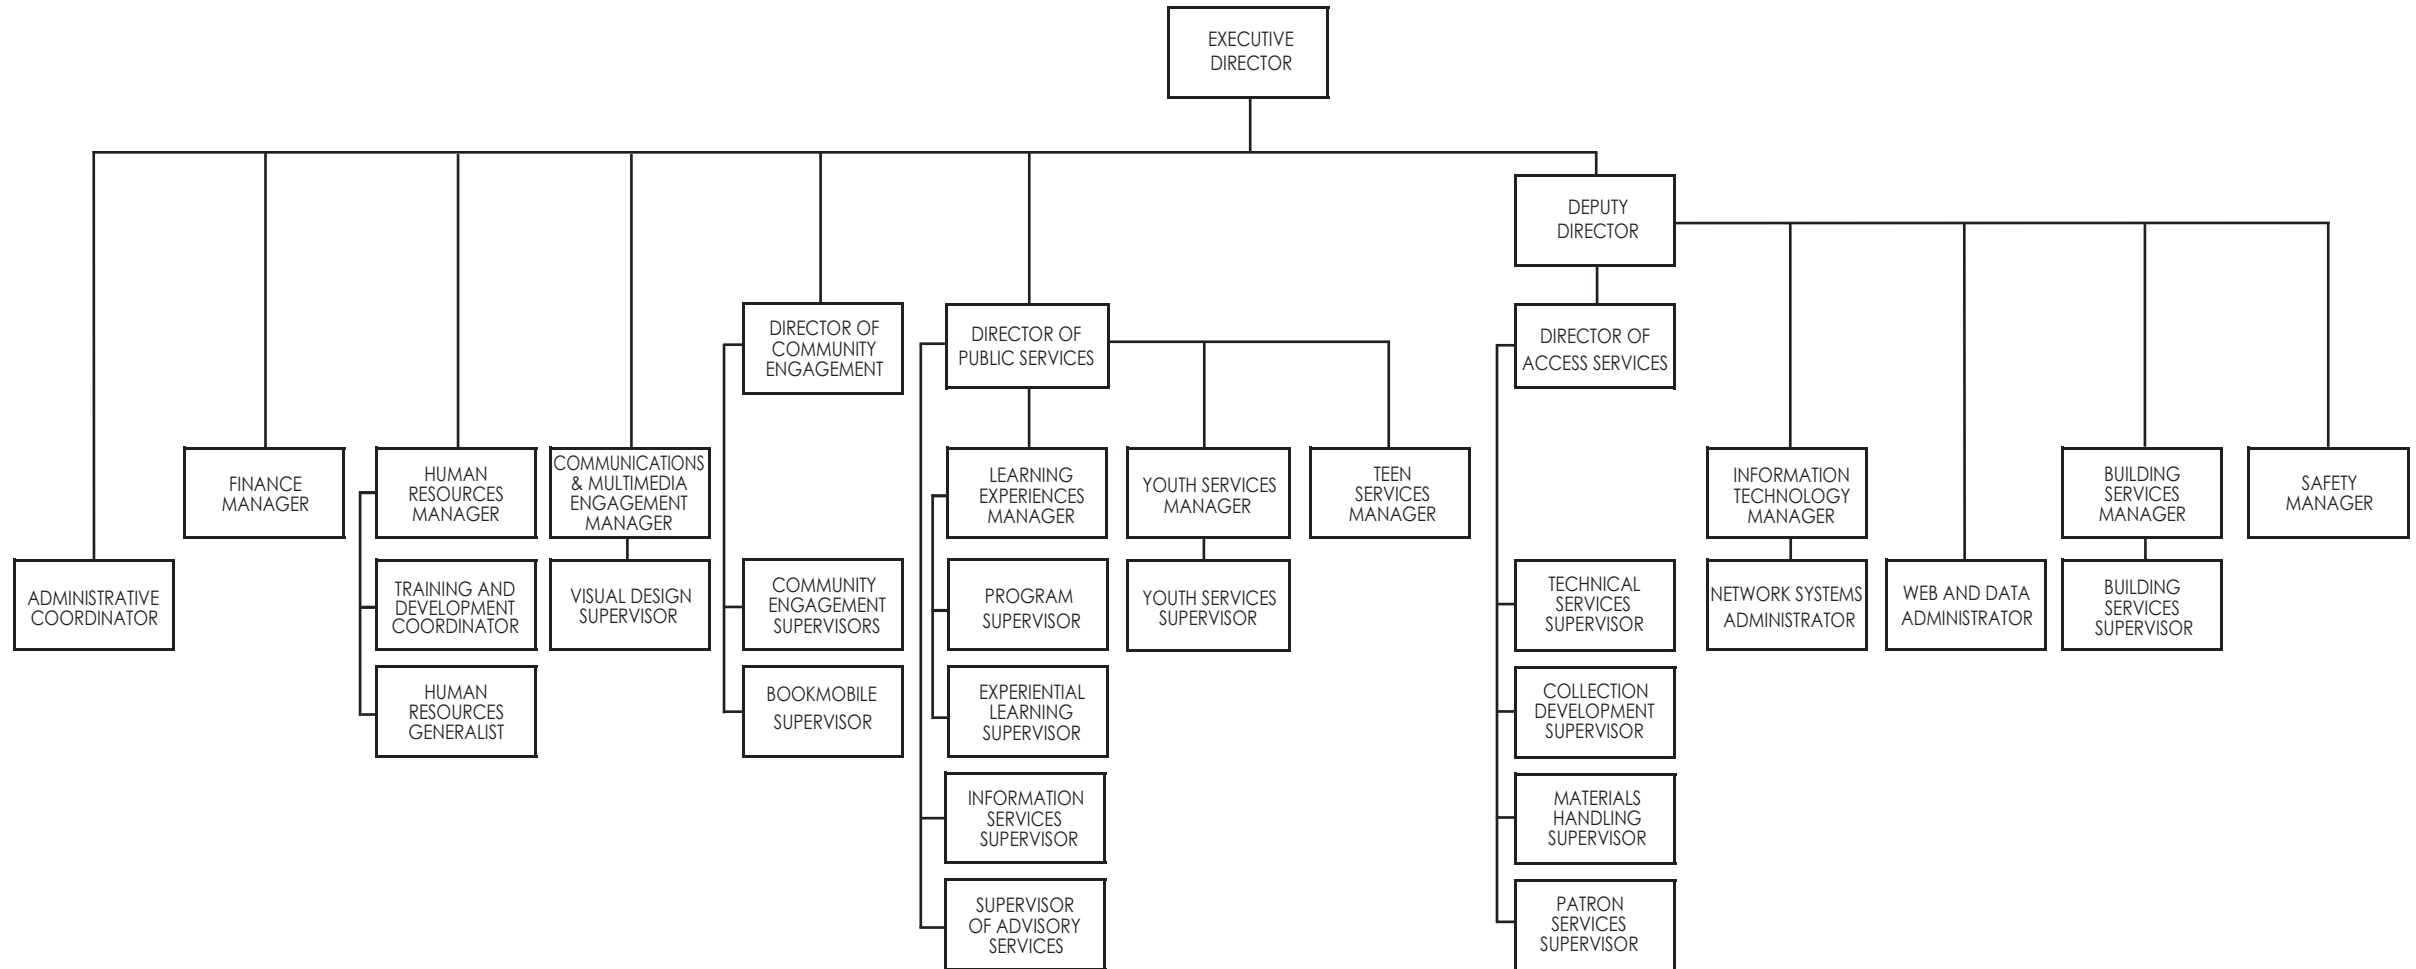 EXECUTIVE
DIRECTOR
DEPUTY
DIRECTOR
DIRECTOR OF
COMMUNITY
ENGAGEMENT
DIRECTOR OF
PUBLIC SERVICES
DIRECTOR OF
ACCESS SERVICES
FINANCE
MANAGER
HUMAN
RESOURCES
MANAGER
COMMUNICATIONS
& MULTIMEDIA
ENGAGEMENT
MANAGER
LEARNING
EXPERIENCES
MANAGER
YOUTH SERVICES
MANAGER
TEEN
SERVICES
MANAGER
INFORMATION
TECHNOLOGY
MANAGER
BUILDING
SERVICES
MANAGER
SAFETY
MANAGER
ADMINISTRATIVE
COORDINATOR
TRAINING AND
DEVELOPMENT
COORDINATOR
VISUAL DESIGN
SUPERVISOR
COMMUNITY
ENGAGEMENT
SUPERVISORS
PROGRAM
SUPERVISOR
YOUTH SERVICES
SUPERVISOR
TECHNICAL
SERVICES
SUPERVISOR
NETWORK SYSTEMS
ADMINISTRATOR
WEB AND DATA
ADMINISTRATOR
BUILDING
SERVICES
SUPERVISOR
HUMAN
RESOURCES
GENERALIST
BOOKMOBILE
SUPERVISOR
EXPERIENTIAL
LEARNING
SUPERVISOR
COLLECTION
DEVELOPMENT
SUPERVISOR
INFORMATION
SERVICES
SUPERVISOR
MATERIALS
HANDLING
SUPERVISOR
SUPERVISOR
OF ADVISORY
SERVICES
PATRON
SERVICES
SUPERVISOR